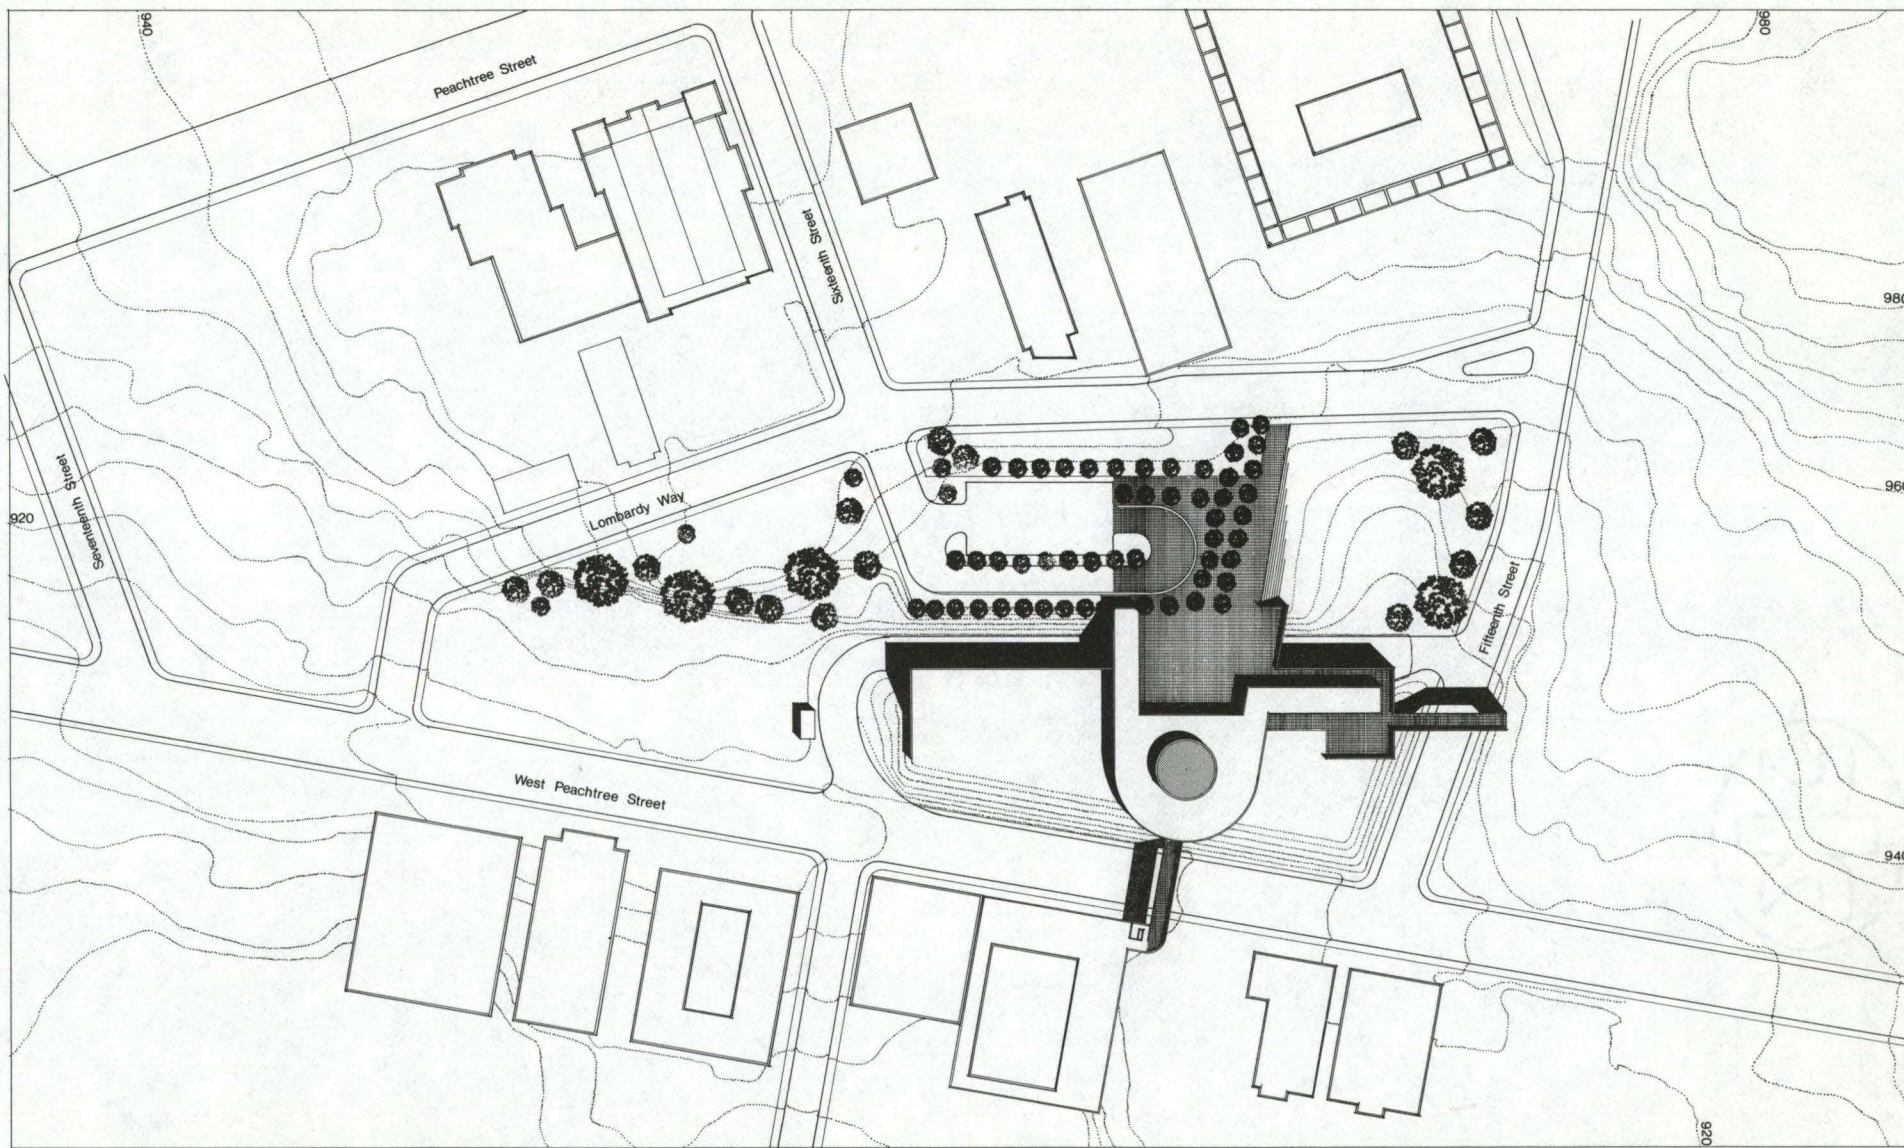 940
980
Peachtree Street
Sixteenth Street
980
960
Lombardy Way
920
Seventeenth Street
Fifteenth Street
West Peachtree Street
940
920